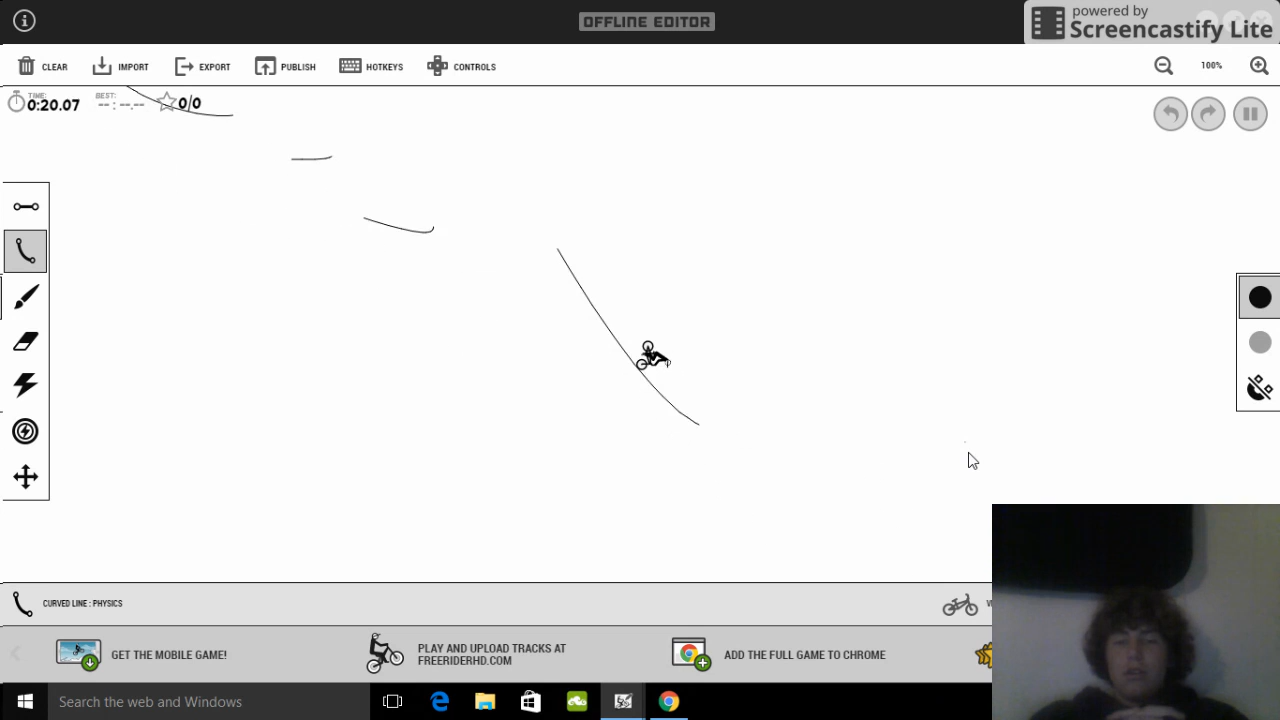 OFFLINE EDITOR
powered by
Screencastify Lite
CLEAR IMPORT EXPORT PUBLISH HOTKEYS CONTROLS 100%
TIME:
0:20.07
BEST:
-- : --.--
0/0
CURVED LINE : PHYSICS
GET THE MOBILE GAME!
PLAY AND UPLOAD TRACKS AT
FREERIDERHD.COM
ADD THE FULL GAME TO CHROME
Search the web and Windows